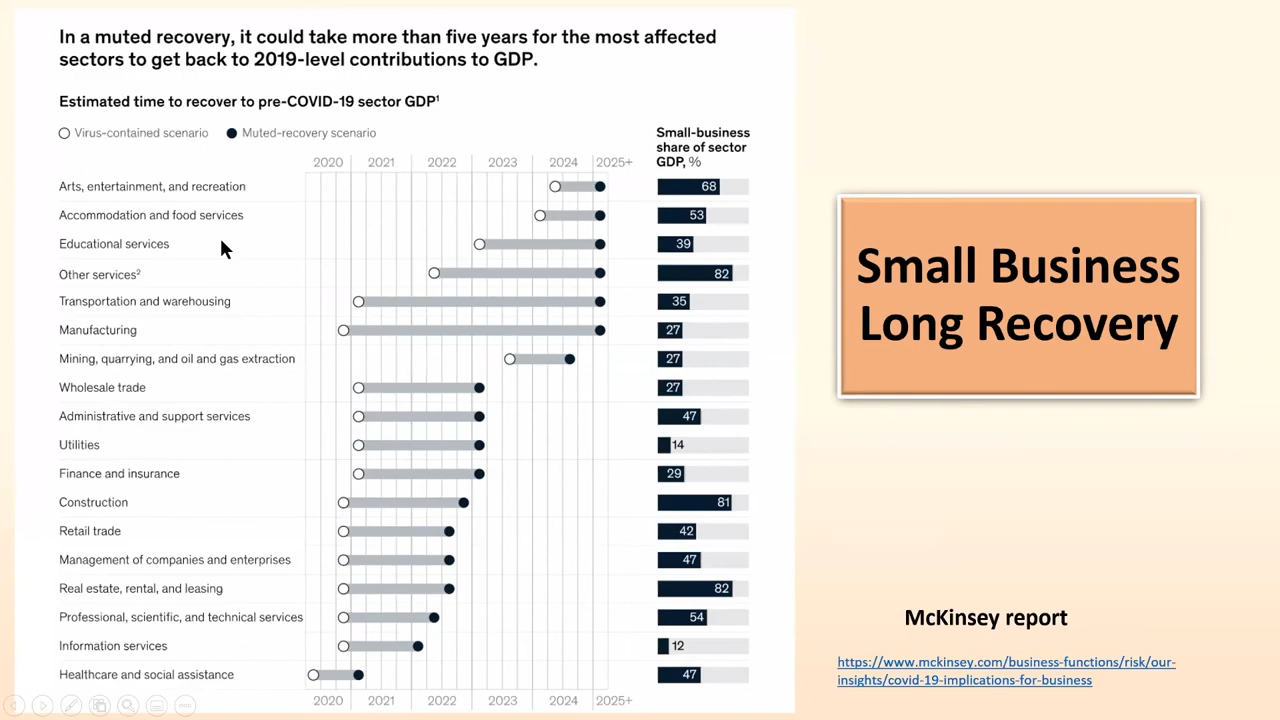 In a muted recovery, it could take more than five years for the most affected
sectors to get back to 2019-level contributions to GDP.
Estimated time to recover to pre-COVID-19 sector GDP¹
Virus-contained scenario Muted-recovery scenario
Small-business
share of sector
GDP, %
2020 2021 2022 2023 2024 2025+
Arts, entertainment, and recreation 68
Accommodation and food services 53
Educational services 39
Other services² 82
Transportation and warehousing 35
Manufacturing 27
Mining, quarrying, and oil and gas extraction 27
Wholesale trade 27
Administrative and support services 47
Utilities 14
Finance and insurance 29
Construction 81
Retail trade 42
Management of companies and enterprises 47
Real estate, rental, and leasing 82
Professional, scientific, and technical services 54
Information services 12
Healthcare and social assistance 47
2020 2021 2022 2023 2024 2025+
Small Business
Long Recovery
McKinsey report
https://www.mckinsey.com/business-functions/risk/our-
insights/covid-19-implications-for-business